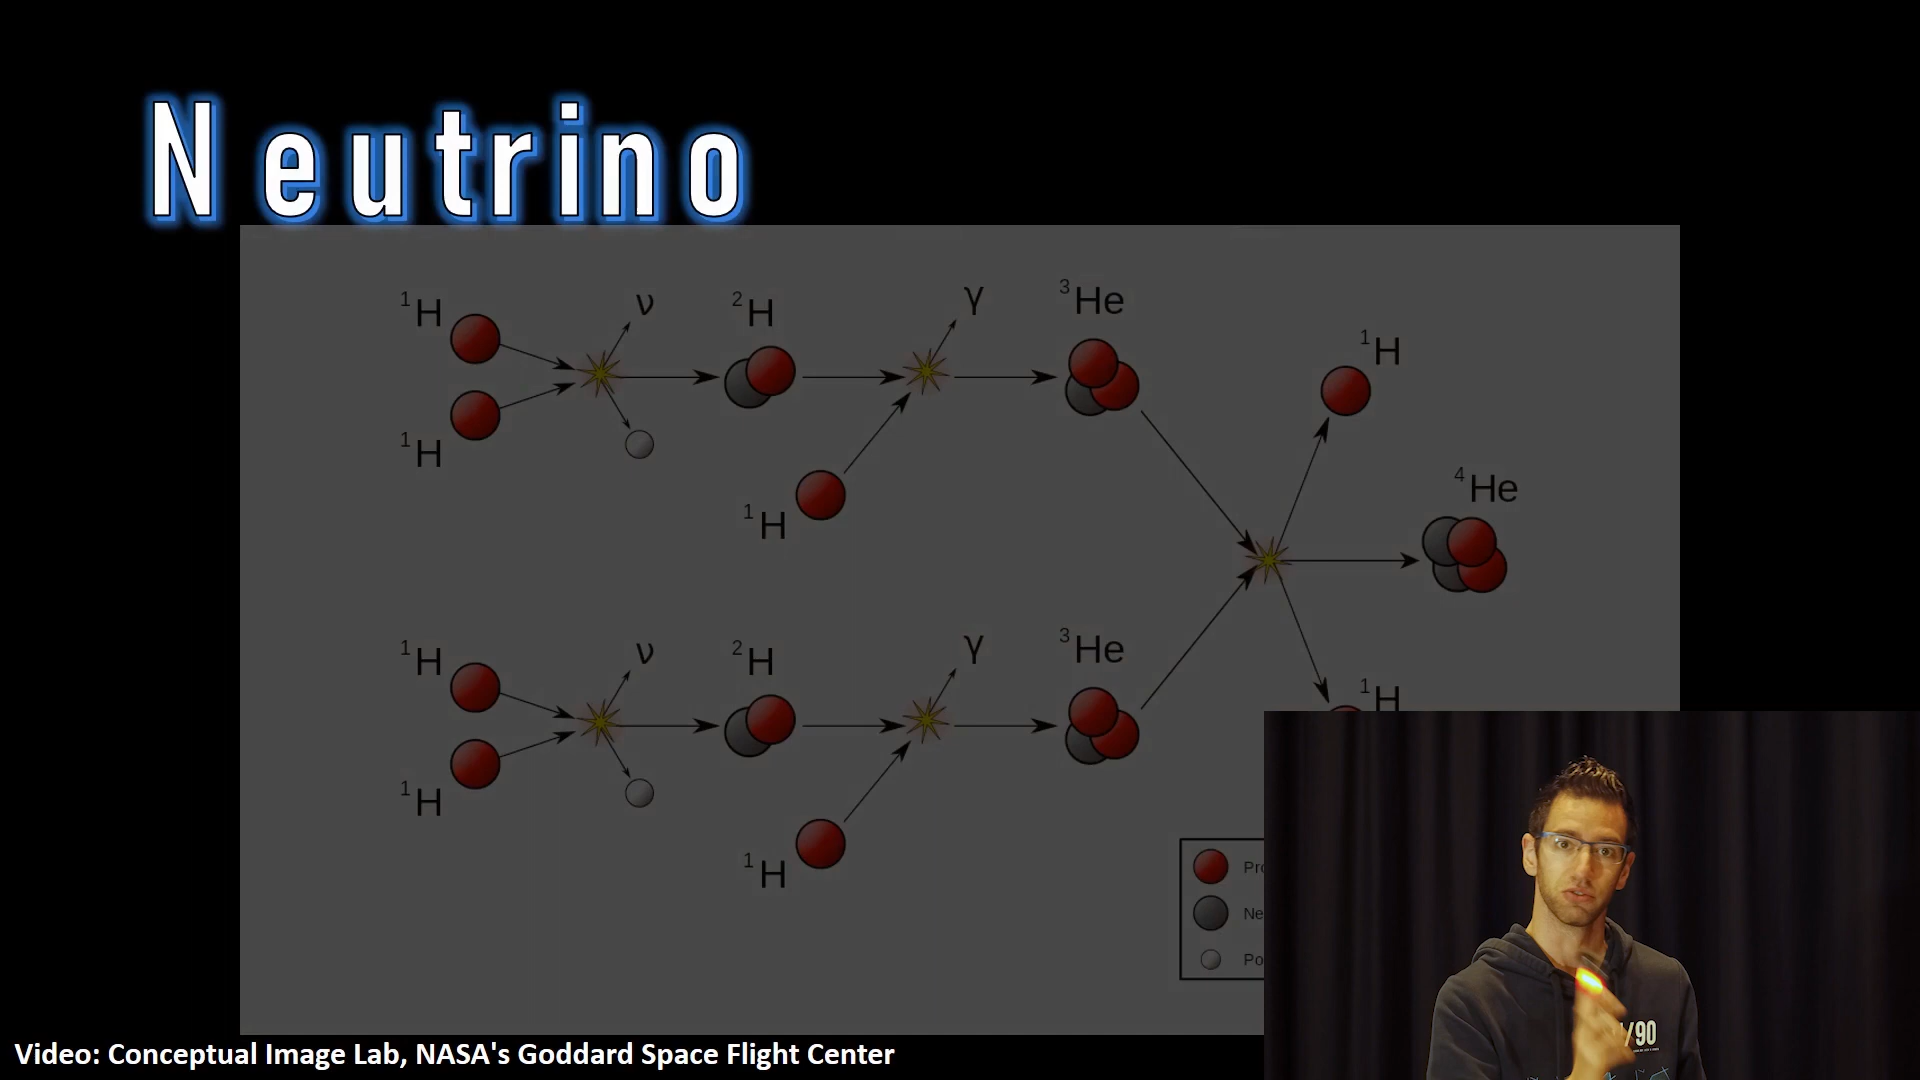 Neutrino
¹H
ν
²H
γ
³He
¹H
¹H
¹H
⁴He
¹H
ν
²H
γ
³He
¹H
¹H
¹H
/90
Video: Conceptual Image Lab, NASA's Goddard Space Flight Center